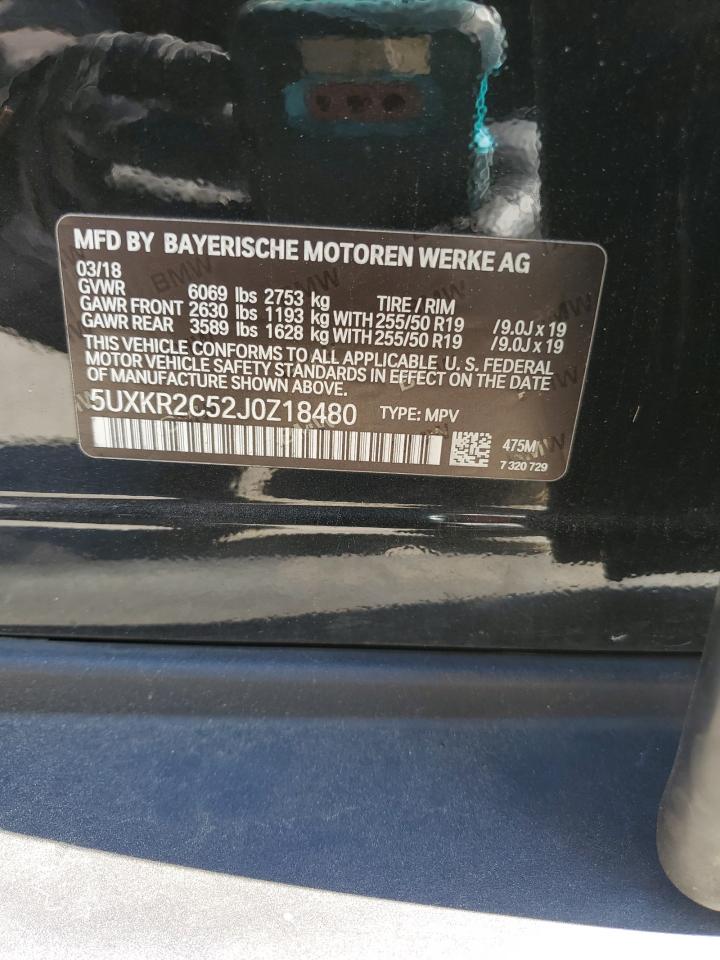 MFD BY BAYERISCHE MOTOREN WERKE AG
03/18
GVWR 6069 lbs 2753 kg TIRE / RIM
GAWR FRONT 2630 lbs 1193 kg WITH 255/50 R19 /9.0J x 19
GAWR REAR 3589 lbs 1628 kg WITH 255/50 R19 /9.0J x 19
THIS VEHICLE CONFORMS TO ALL APPLICABLE U. S. FEDERAL
MOTOR VEHICLE SAFETY STANDARDS IN EFFECT ON THE DATE
OF MANUFACTURE SHOWN ABOVE.
5UXKR2C52J0Z18480 TYPE: MPV
475M
7 320 729